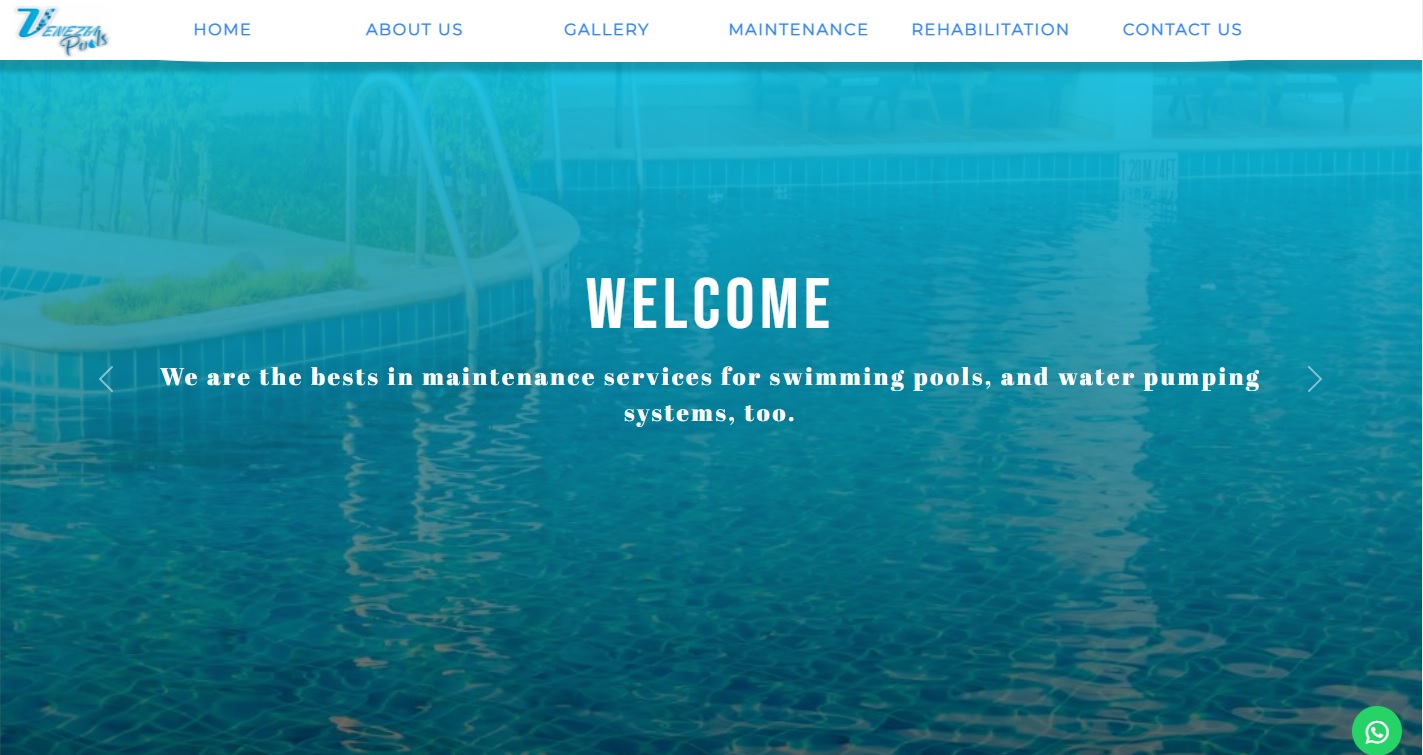 VENEZIA
Pools
HOME
ABOUT US
GALLERY
MAINTENANCE
REHABILITATION
CONTACT US
1.20M/4FT
WELCOME
We are the bests in maintenance services for swimming pools, and water pumping
systems, too.